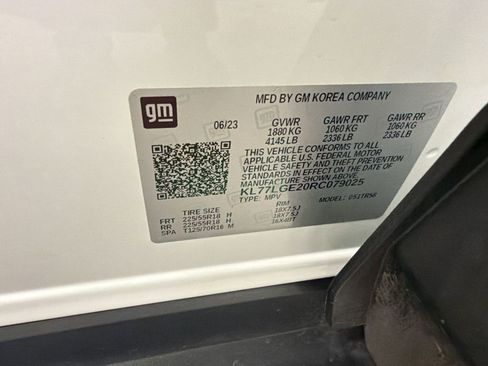 gm
MFD BY GM KOREA COMPANY
06/23 GVWR GAWR FRT GAWR RR
1880 KG 1060 KG 1060 KG
4145 LB 2336 LB 2336 LB
THIS VEHICLE CONFORMS TO ALL
APPLICABLE U.S. FEDERAL MOTOR
VEHICLE SAFETY AND THEFT PREVENTION
STANDARDS IN EFFECT ON THE DATE OF
MANUFACTURE SHOWN ABOVE.
KL77LGE20RC079025
TYPE: MPV MODEL: 0S1TR58
TIRE SIZE RIM
FRT 225/55R18 H 18X7.5J
RR 225/55R18 H 18X7.5J
SPA T125/70R16 M 16X4BT